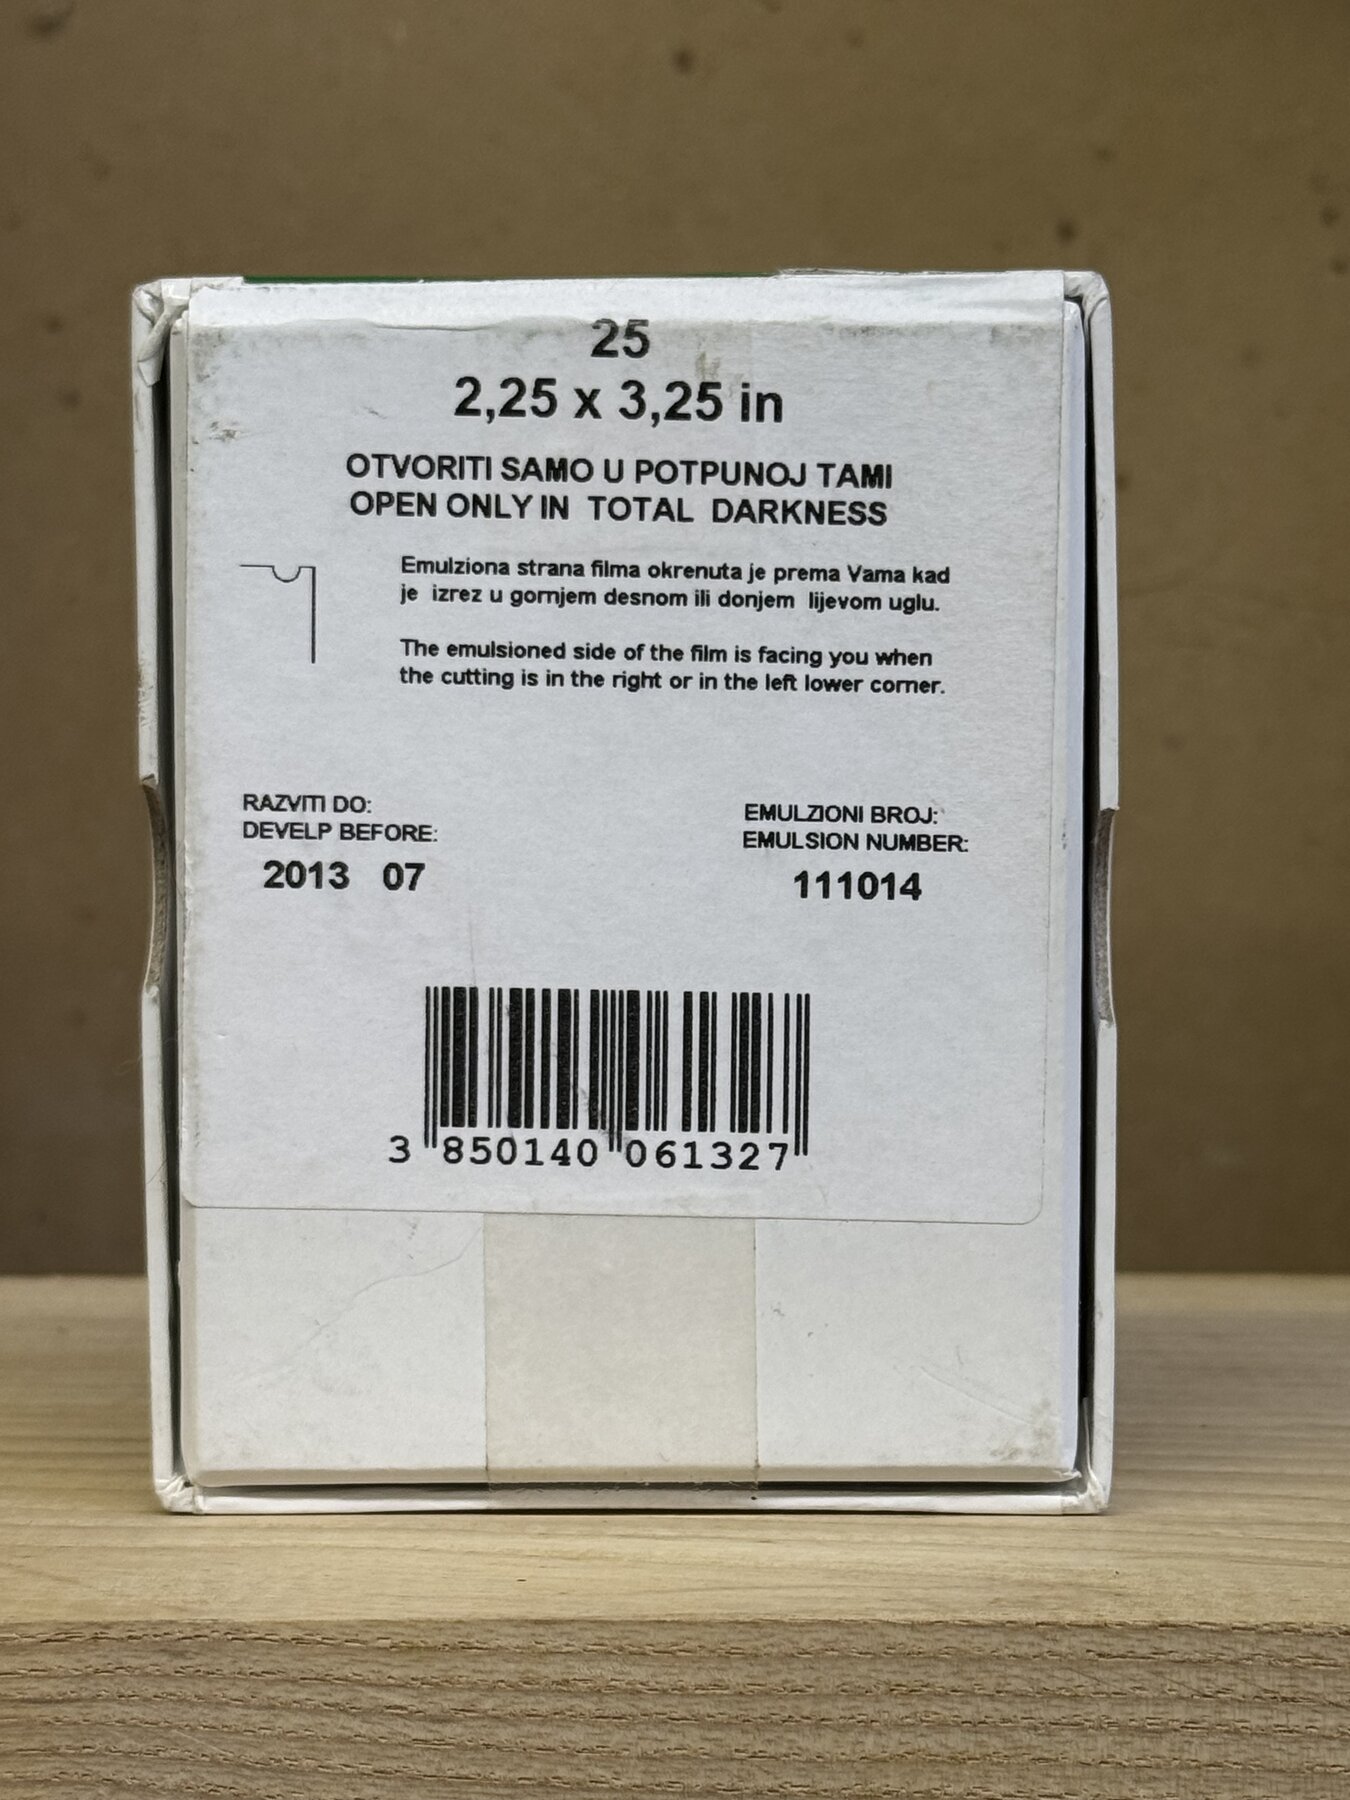 25
2,25 x 3,25 in
OTVORITI SAMO U POTPUNOJ TAMI
OPEN ONLY IN TOTAL DARKNESS
Emulziona strana filma okrenuta je prema Vama kad
je izrez u gornjem desnom ili donjem lijevom uglu.
The emulsioned side of the film is facing you when
the cutting is in the right or in the left lower corner.
RAZVITI DO:
DEVELP BEFORE:
2013 07
EMULZIONI BROJ:
EMULSION NUMBER:
111014
3 850140 061327